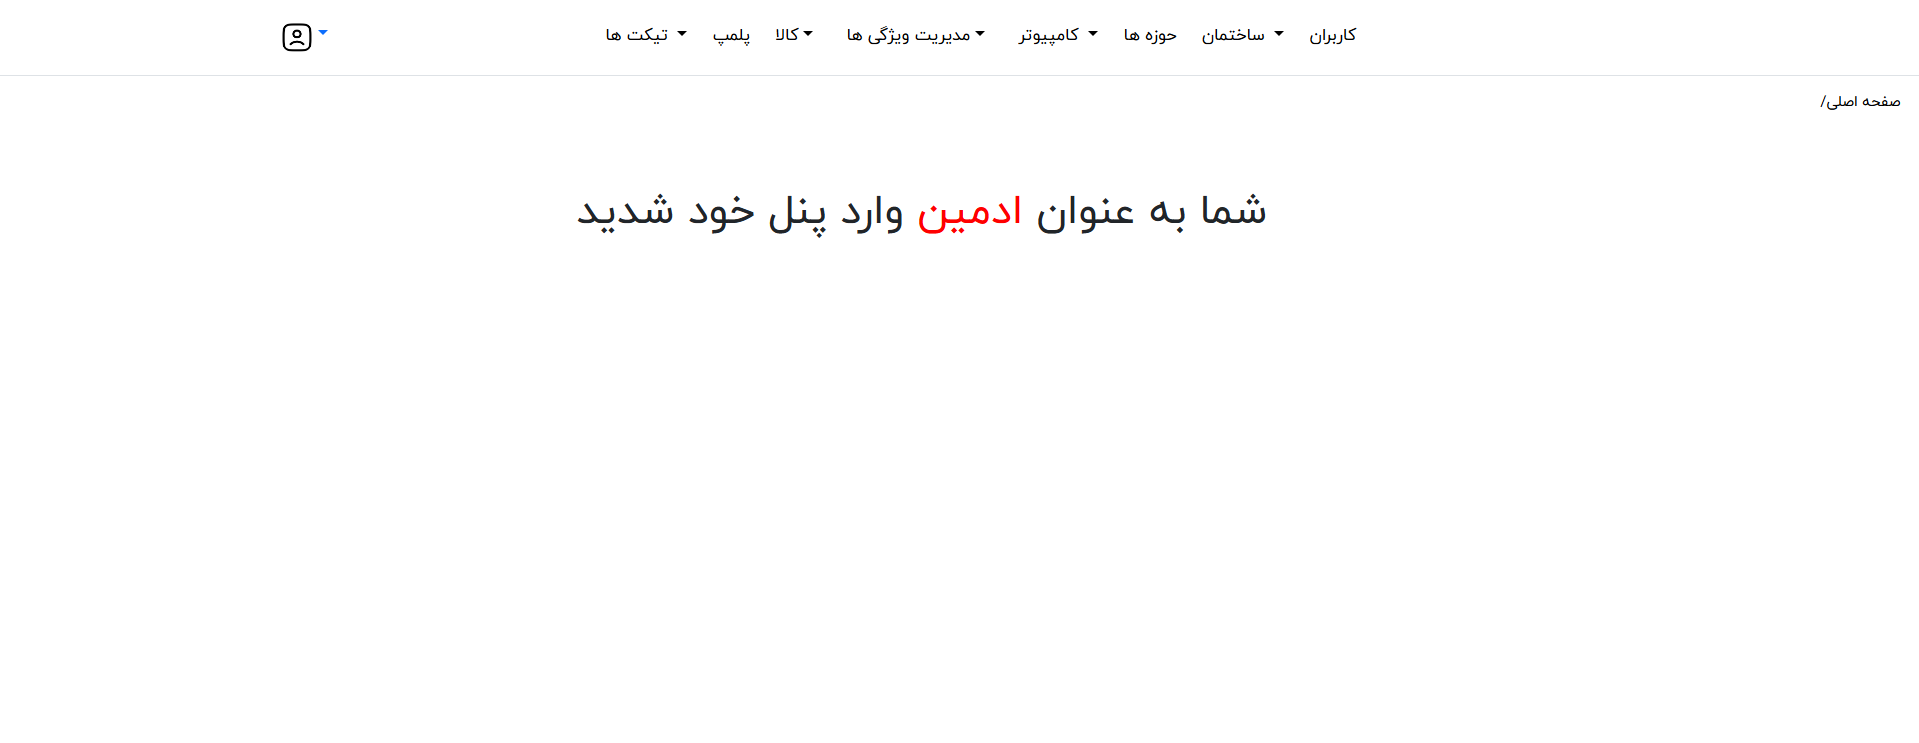 کاربران ساختمان حوزه ها کامپیوتر مدیریت ویژگی ها کالا پلمپ تیکت ها
صفحه اصلی/
شما به عنوان ادمین وارد پنل خود شدید